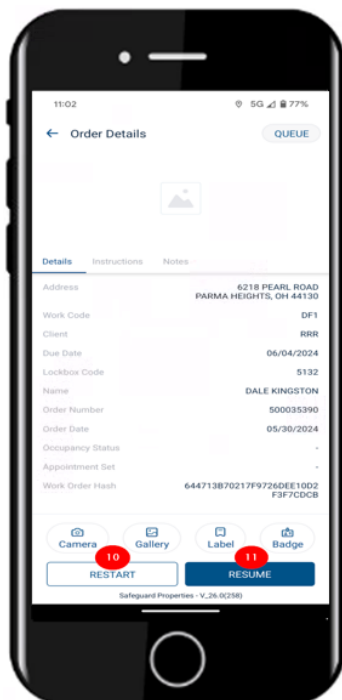 11:02 5G 77%
Order Details QUEUE
Details Instructions Notes
Address 6218 PEARL ROAD
PARMA HEIGHTS, OH 44130
Work Code DF1
Client RRR
Due Date 06/04/2024
Lockbox Code 5132
Name DALE KINGSTON
Order Number 500035390
Order Date 05/30/2024
Occupancy Status -
Appointment Set -
Work Order Hash 644713B70217F9726DEE10D2
F3F7CDCB
Camera Gallery Label Badge
10 11
RESTART RESUME
Safeguard Properties - V_26.0(258)